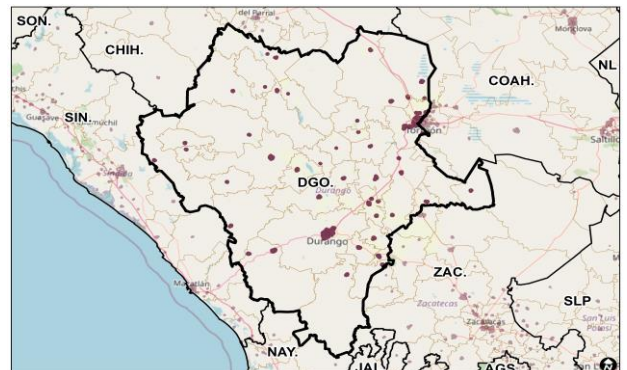 SON.
del Parral
Monclova
CHIH.
COAH.
NL
SIN.
Torreón
Saltillo
DGO.
Durango
Durango
ZAC.
Mazatlán
Zacatecas
Zacatecas
SLP
San Luis
Potosí
NAY.
JAL.
AGS.